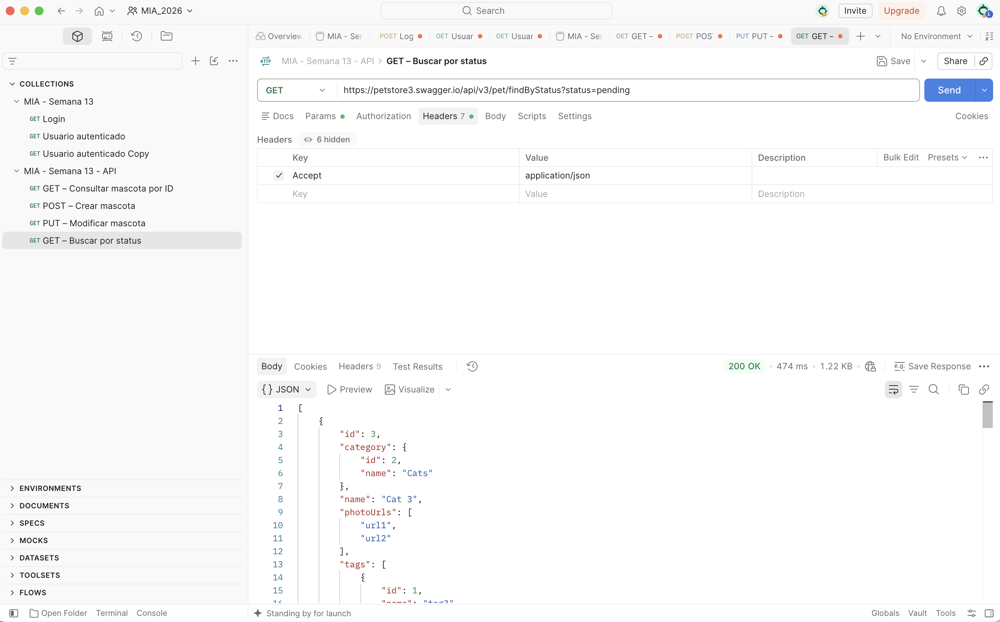 MIA_2026
Search
Invite
Upgrade
L
Overview
MIA - Ser
POST Log
GET Usuar
GET Usuar
MIA - Ser
GET GET –
POST POS
PUT PUT –
GET GET –
No Environment
HTTP MIA - Semana 13 - API > GET – Buscar por status
Save
Share
COLLECTIONS
MIA - Semana 13
GET Login
GET Usuario autenticado
GET Usuario autenticado Copy
MIA - Semana 13 - API
GET GET – Consultar mascota por ID
GET POST – Crear mascota
GET PUT – Modificar mascota
GET GET – Buscar por status
ENVIRONMENTS
DOCUMENTS
SPECS
MOCKS
DATASETS
TOOLSETS
FLOWS
GET https://petstore3.swagger.io/api/v3/pet/findByStatus?status=pending
Send
Docs Params Authorization Headers 7 Body Scripts Settings Cookies
Headers 6 hidden
Key Value Description Bulk Edit Presets
Accept application/json
Key Value Description
Body Cookies Headers 9 Test Results
200 OK 474 ms 1.22 KB e.g. Save Response
{} JSON Preview Visualize
1 [
2 {
3 "id": 3,
4 "category": {
5 "id": 2,
6 "name": "Cats"
7 },
8 "name": "Cat 3",
9 "photoUrls": [
10 "url1",
11 "url2"
12 ],
13 "tags": [
14 {
15 "id": 1,
16 "name": "tag3"
Open Folder Terminal Console
Standing by for launch
Globals Vault Tools